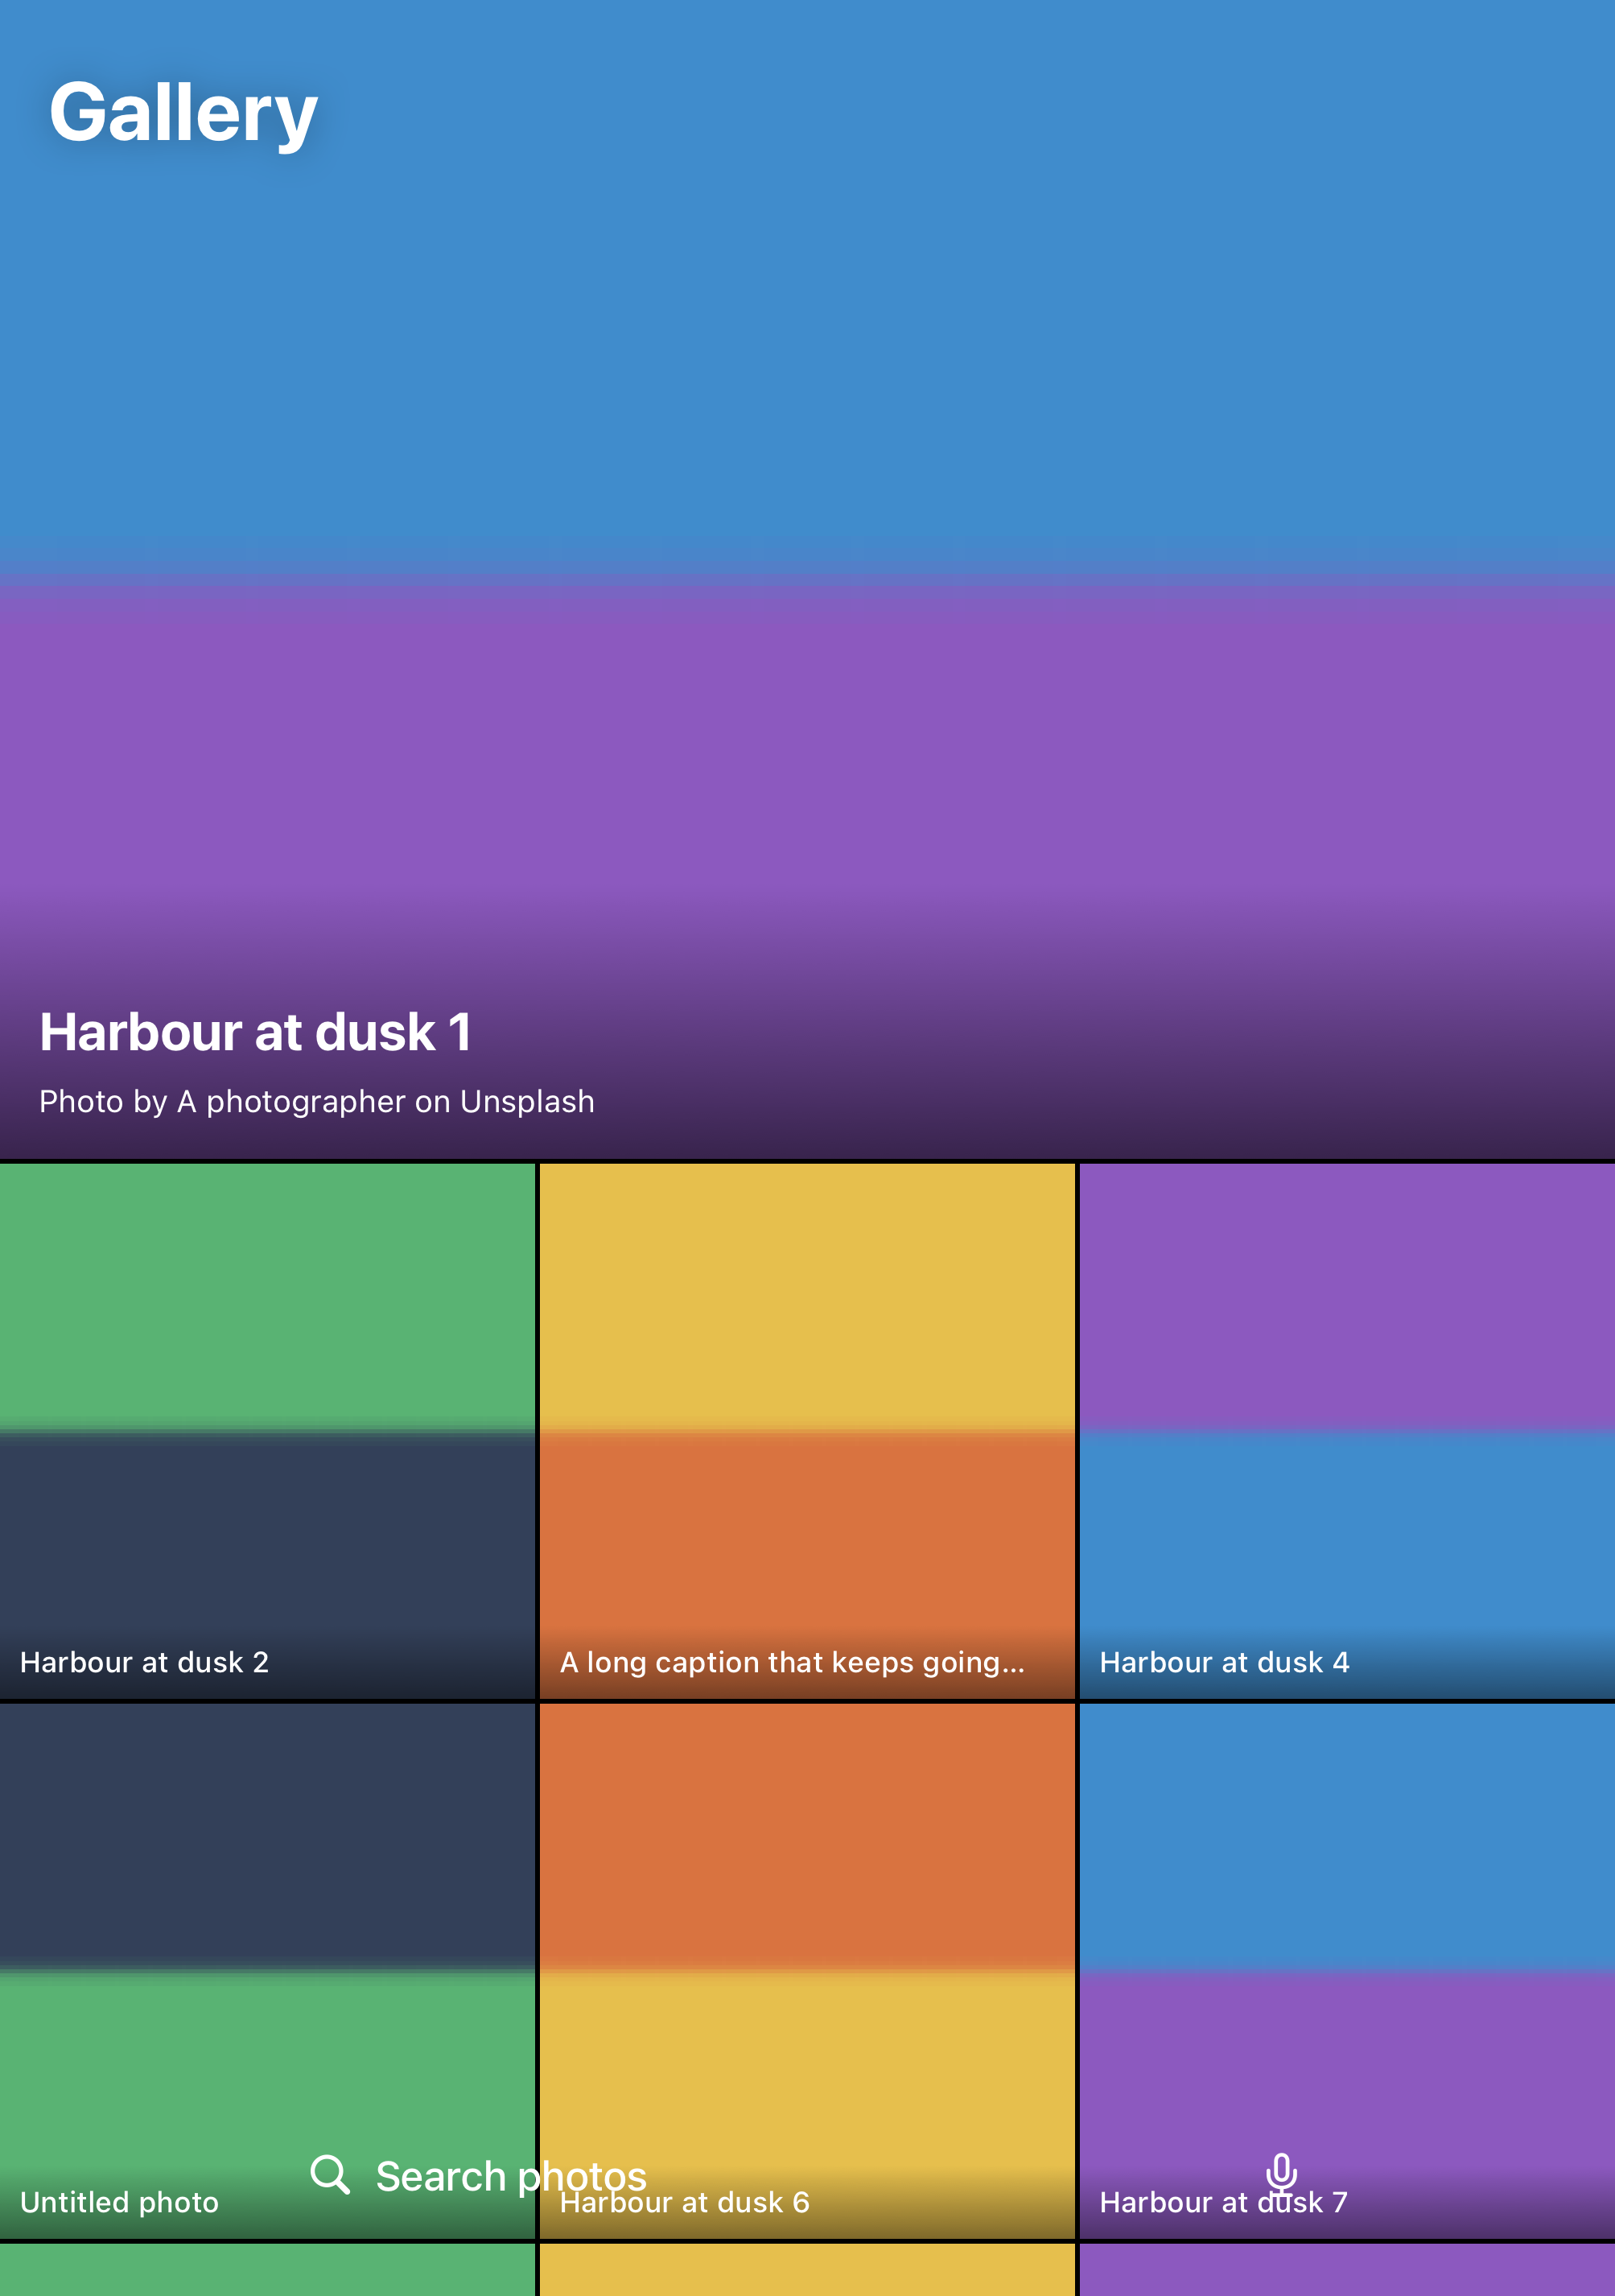 Gallery
Harbour at dusk 1
Photo by A photographer on Unsplash
Harbour at dusk 2
A long caption that keeps going…
Harbour at dusk 4
Search photos
Untitled photo
Harbour at dusk 6
Harbour at dusk 7